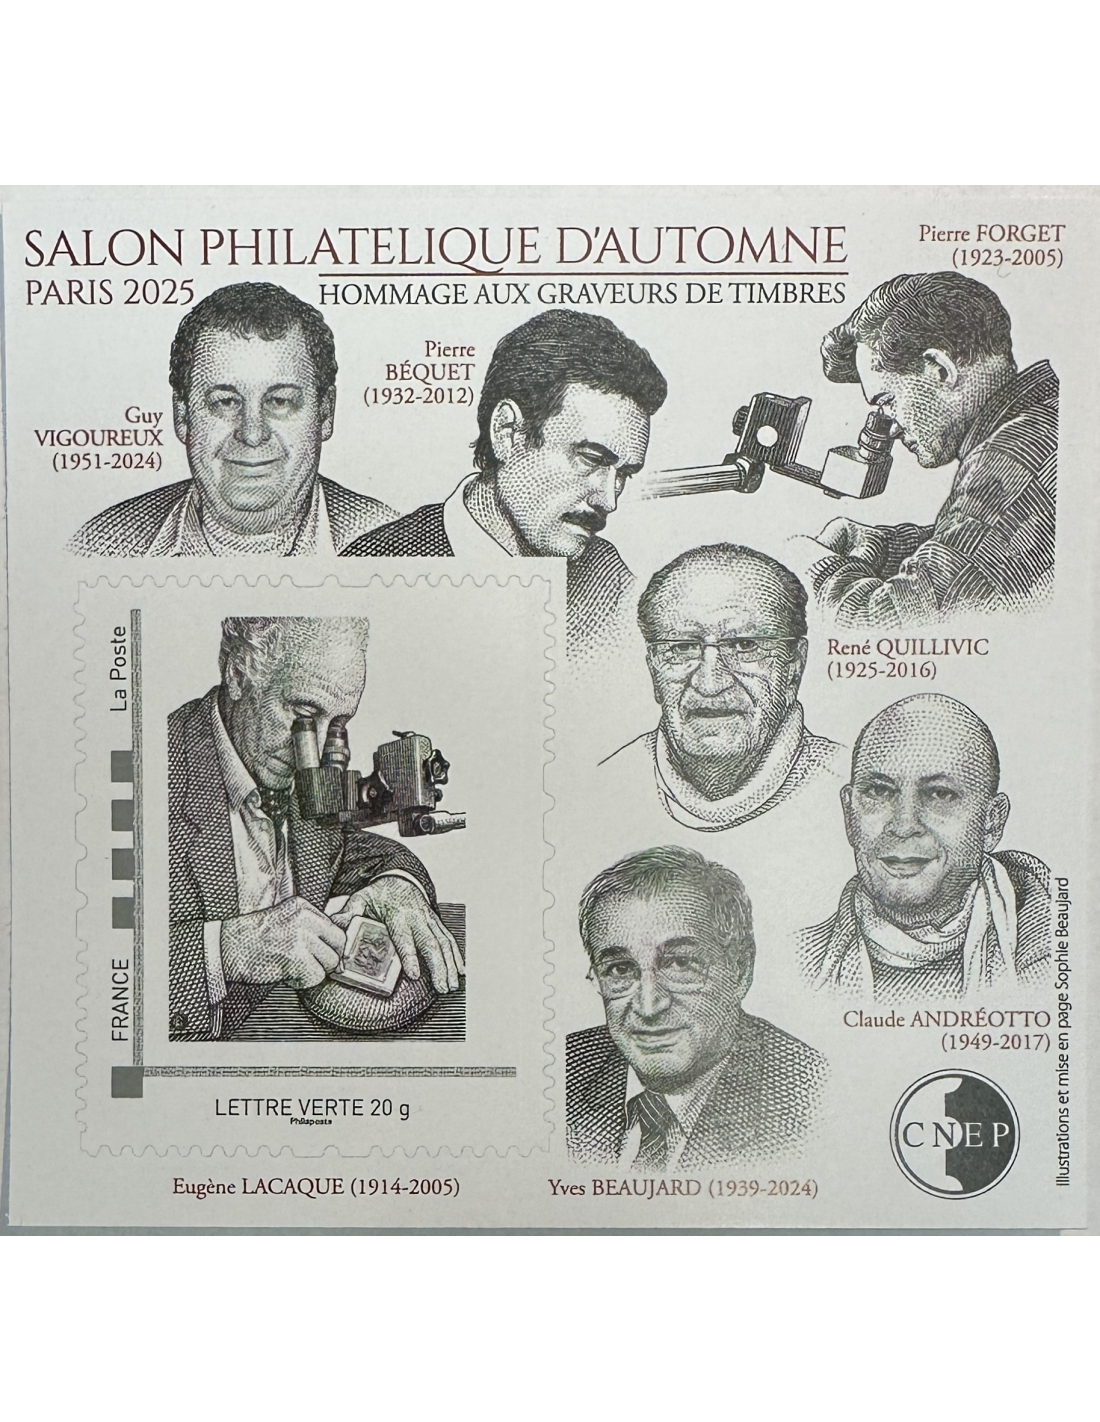 SALON PHILATELIQUE D'AUTOMNE
PARIS 2025
HOMMAGE AUX GRAVEURS DE TIMBRES
Pierre FORGET
(1923-2005)
Pierre
BÉQUET
(1932-2012)
Guy
VIGOUREUX
(1951-2024)
René QUILLIVIC
(1925-2016)
La Poste
FRANCE
LETTRE VERTE 20 g
Philaposte
Claude ANDRÉOTTO
(1949-2017)
CNEP
Illustrations et mise en page Sophie Beaujard
Eugène LACAQUE (1914-2005)
Yves BEAUJARD (1939-2024)